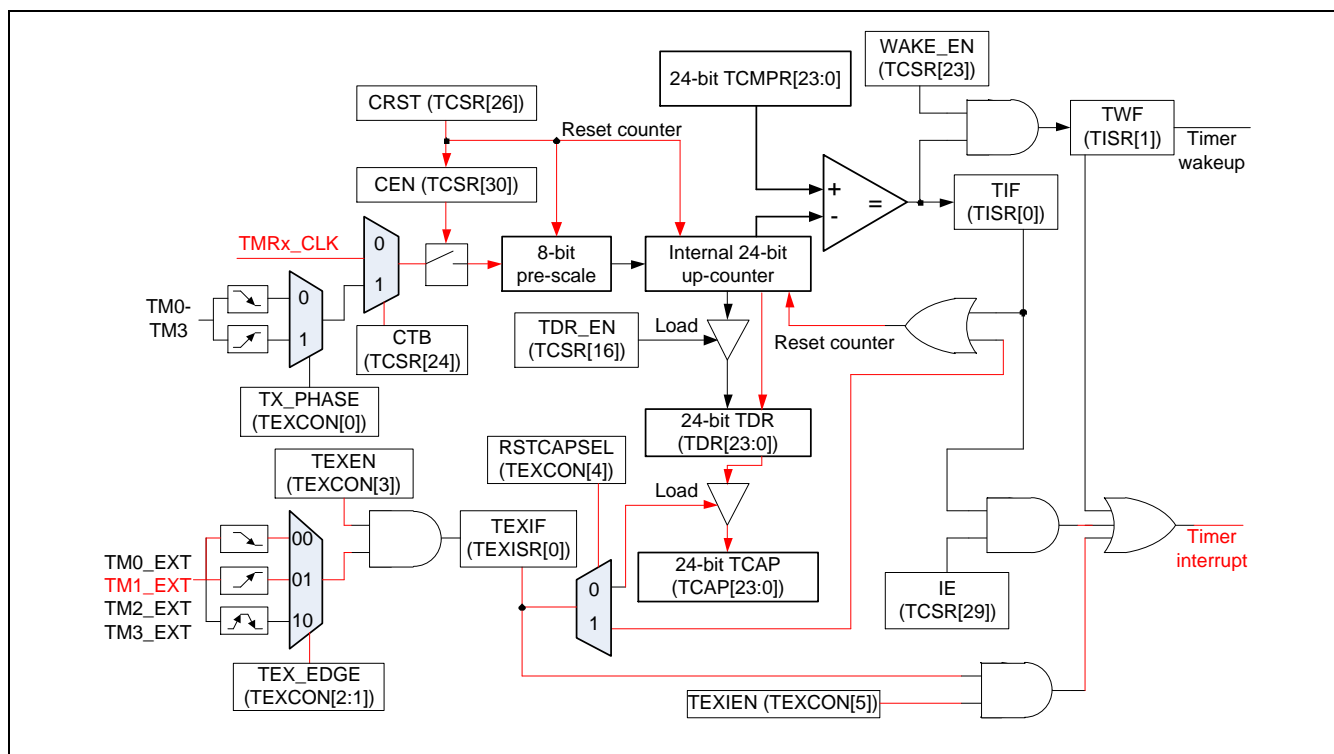 WAKE_EN
(TCSR[23])
24-bit TCMPR[23:0]
CRST (TCSR[26])
Reset counter
TWF
(TISR[1])
Timer
wakeup
CEN (TCSR[30])
+
-
=
TIF
(TISR[0])
TMRx_CLK
0
1
8-bit
pre-scale
Internal 24-bit
up-counter
TM0-
TM3
0
1
CTB
(TCSR[24])
TDR_EN
(TCSR[16])
Load
Reset counter
TX_PHASE
(TEXCON[0])
24-bit TDR
(TDR[23:0])
TEXEN
(TEXCON[3])
RSTCAPSEL
(TEXCON[4])
Load
TEXIF
(TEXISR[0])
TM0_EXT
TM1_EXT
TM2_EXT
TM3_EXT
00
01
10
0
1
24-bit TCAP
(TCAP[23:0])
IE
(TCSR[29])
Timer
interrupt
TEX_EDGE
(TEXCON[2:1])
TEXIEN (TEXCON[5])